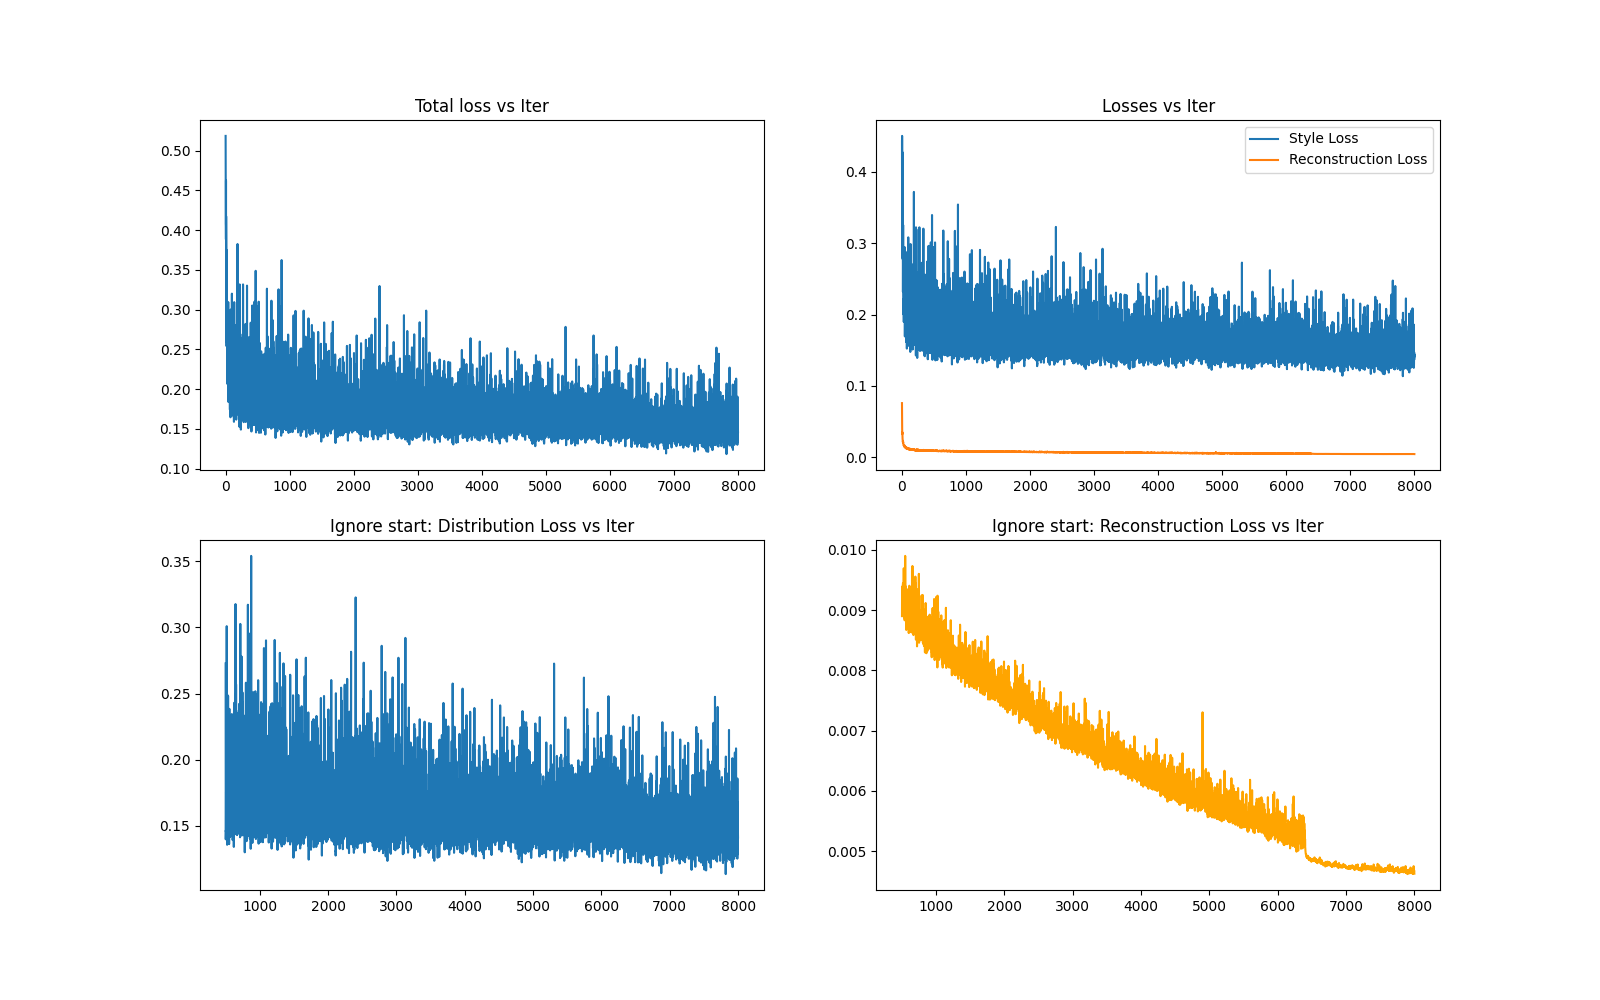 Total loss vs Iter
0.50
0.45
0.40
0.35
0.30
0.25
0.20
0.15
0.10
0 1000 2000 3000 4000 5000 6000 7000 8000
Losses vs Iter
Style Loss
Reconstruction Loss
0.4
0.3
0.2
0.1
0.0
0 1000 2000 3000 4000 5000 6000 7000 8000
Ignore start: Distribution Loss vs Iter
0.35
0.30
0.25
0.20
0.15
1000 2000 3000 4000 5000 6000 7000 8000
Ignore start: Reconstruction Loss vs Iter
0.010
0.009
0.008
0.007
0.006
0.005
1000 2000 3000 4000 5000 6000 7000 8000